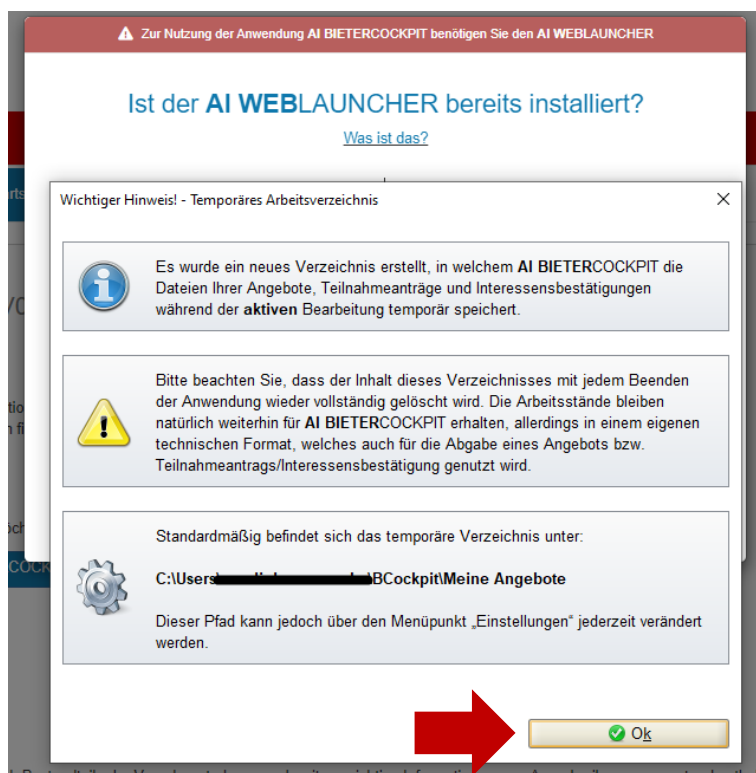 Zur Nutzung der Anwendung AI BIETERCOCKPIT benötigen Sie den AI WEBLAUNCHER
Ist der AI WEBLAUNCHER bereits installiert?
Was ist das?
Wichtiger Hinweis! - Temporäres Arbeitsverzeichnis
Es wurde ein neues Verzeichnis erstellt, in welchem AI BIETERCOCKPIT die
Dateien Ihrer Angebote, Teilnahmeanträge und Interessensbestätigungen
während der aktiven Bearbeitung temporär speichert.
Bitte beachten Sie, dass der Inhalt dieses Verzeichnisses mit jedem Beenden
der Anwendung wieder vollständig gelöscht wird. Die Arbeitsstände bleiben
natürlich weiterhin für AI BIETERCOCKPIT erhalten, allerdings in einem eigenen
technischen Format, welches auch für die Abgabe eines Angebots bzw.
Teilnahmeantrags/Interessensbestätigung genutzt wird.
Standardmäßig befindet sich das temporäre Verzeichnis unter:
C:\Users\BCockpit\Meine Angebote
Dieser Pfad kann jedoch über den Menüpunkt „Einstellungen“ jederzeit verändert
werden.
Ok